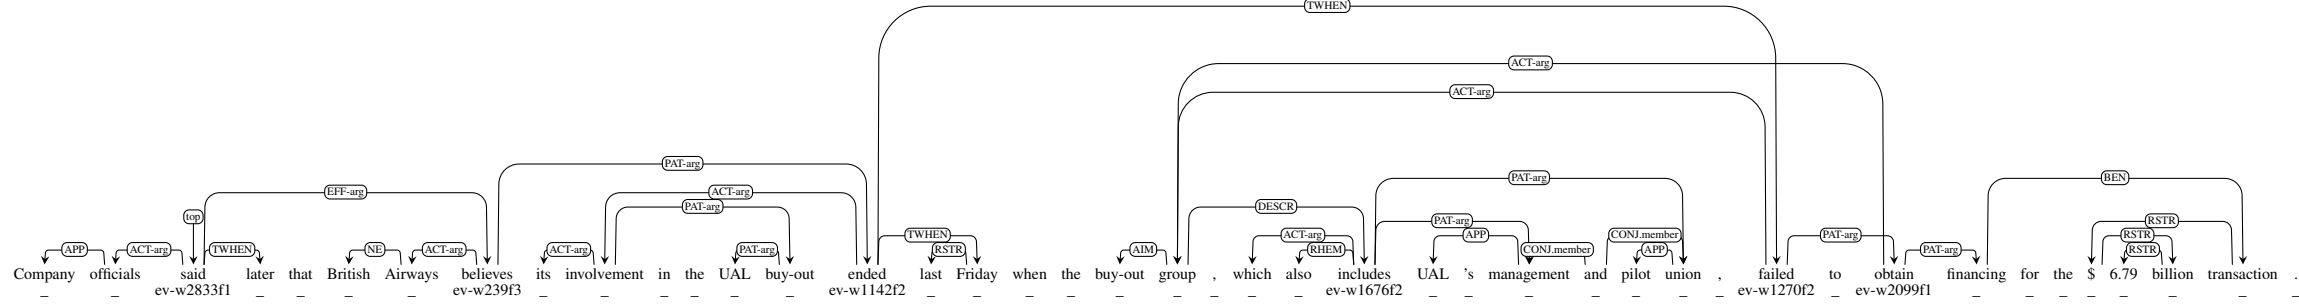 TWHEN
ACT-arg
ACT-arg
PAT-arg
PAT-arg BEN
EFF-arg ACT-arg
PAT-arg DESCR
top PAT-arg RSTR
TWHEN ACT-arg APP CONJ.member PAT-arg RSTR
APP ACT-arg TWHEN NE ACT-arg ACT-arg PAT-arg RSTR AIM RHEM CONJ.member APP PAT-arg RSTR
Company officials said later that British Airways believes its involvement in the UAL buy-out ended last Friday when the buy-out group , which also includes UAL 's management and pilot union , failed to obtain financing for the $ 6.79 billion transaction .
_ _ ev-w2833f1 _ _ _ _ ev-w239f3 _ _ _ _ _ _ ev-w1142f2 _ _ _ _ _ _ _ _ _ ev-w1676f2 _ _ _ _ _ _ _ ev-w1270f2 _ ev-w2099f1 _ _ _ _ _ _ _ _